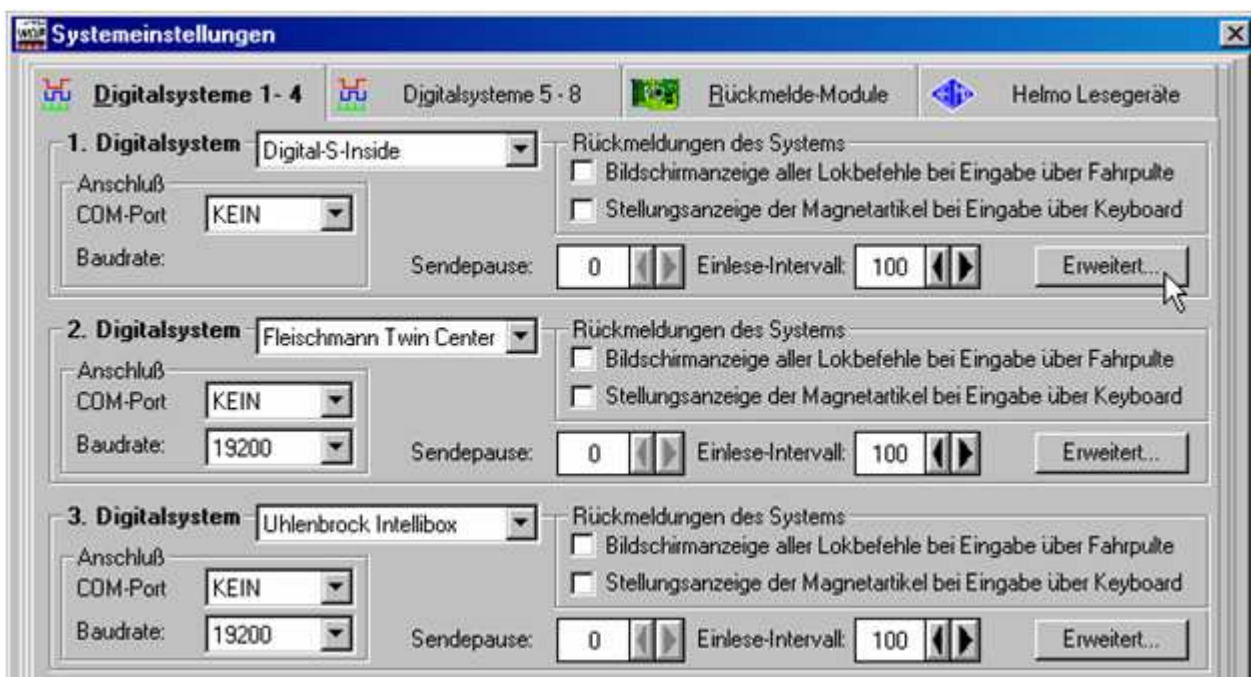 Systemeinstellungen
Digitalsysteme 1- 4 Digitalsysteme 5 - 8 Rückmelde-Module Helmo Lesegeräte
1. Digitalsystem Digital-S-Inside Rückmeldungen des Systems
Bildschirmanzeige aller Lokbefehle bei Eingabe über Fahrpulte
Anschluß
COM-Port KEIN Stellungsanzeige der Magnetartikel bei Eingabe über Keyboard
Baudrate: Sendepause: 0 Einlese-Intervall: 100 Erweitert...
2. Digitalsystem Fleischmann Twin Center Rückmeldungen des Systems
Bildschirmanzeige aller Lokbefehle bei Eingabe über Fahrpulte
Anschluß
COM-Port KEIN Stellungsanzeige der Magnetartikel bei Eingabe über Keyboard
Baudrate: 19200 Sendepause: 0 Einlese-Intervall: 100 Erweitert...
3. Digitalsystem Uhlenbrock Intellibox Rückmeldungen des Systems
Bildschirmanzeige aller Lokbefehle bei Eingabe über Fahrpulte
Anschluß
COM-Port KEIN Stellungsanzeige der Magnetartikel bei Eingabe über Keyboard
Baudrate: 19200 Sendepause: 0 Einlese-Intervall: 100 Erweitert...